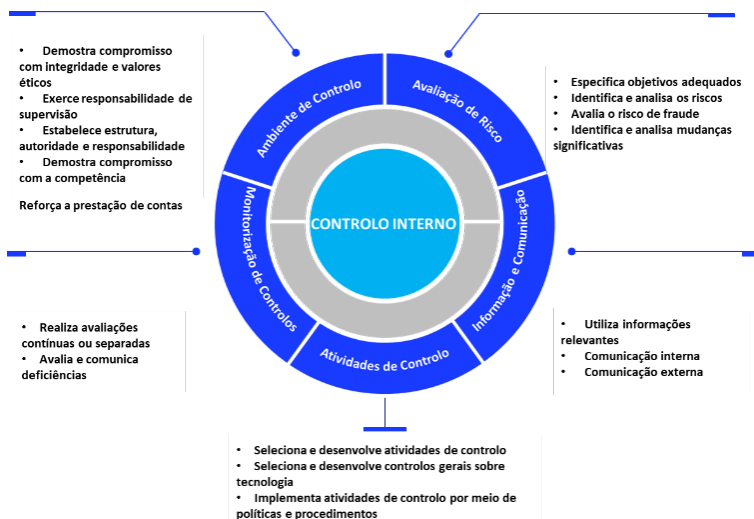 • Demostra compromisso
com integridade e valores
éticos
• Exerce responsabilidade de
supervisão
• Estabelece estrutura,
autoridade e responsabilidade
• Demostra compromisso
com a competência
Reforça a prestação de contas
Ambiente de Controlo
Avaliação de Risco
• Especifica objetivos adequados
• Identifica e analisa os riscos
• Avalia o risco de fraude
• Identifica e analisa mudanças
significativas
CONTROLO INTERNO
Monitorização de Controlos
Informação e Comunicação
Atividades de Controlo
• Realiza avaliações
contínuas ou separadas
• Avalia e comunica
deficiências
• Utiliza informações
relevantes
• Comunicação interna
• Comunicação externa
• Seleciona e desenvolve atividades de controlo
• Seleciona e desenvolve controlos gerais sobre
tecnologia
• Implementa atividades de controlo por meio de
políticas e procedimentos